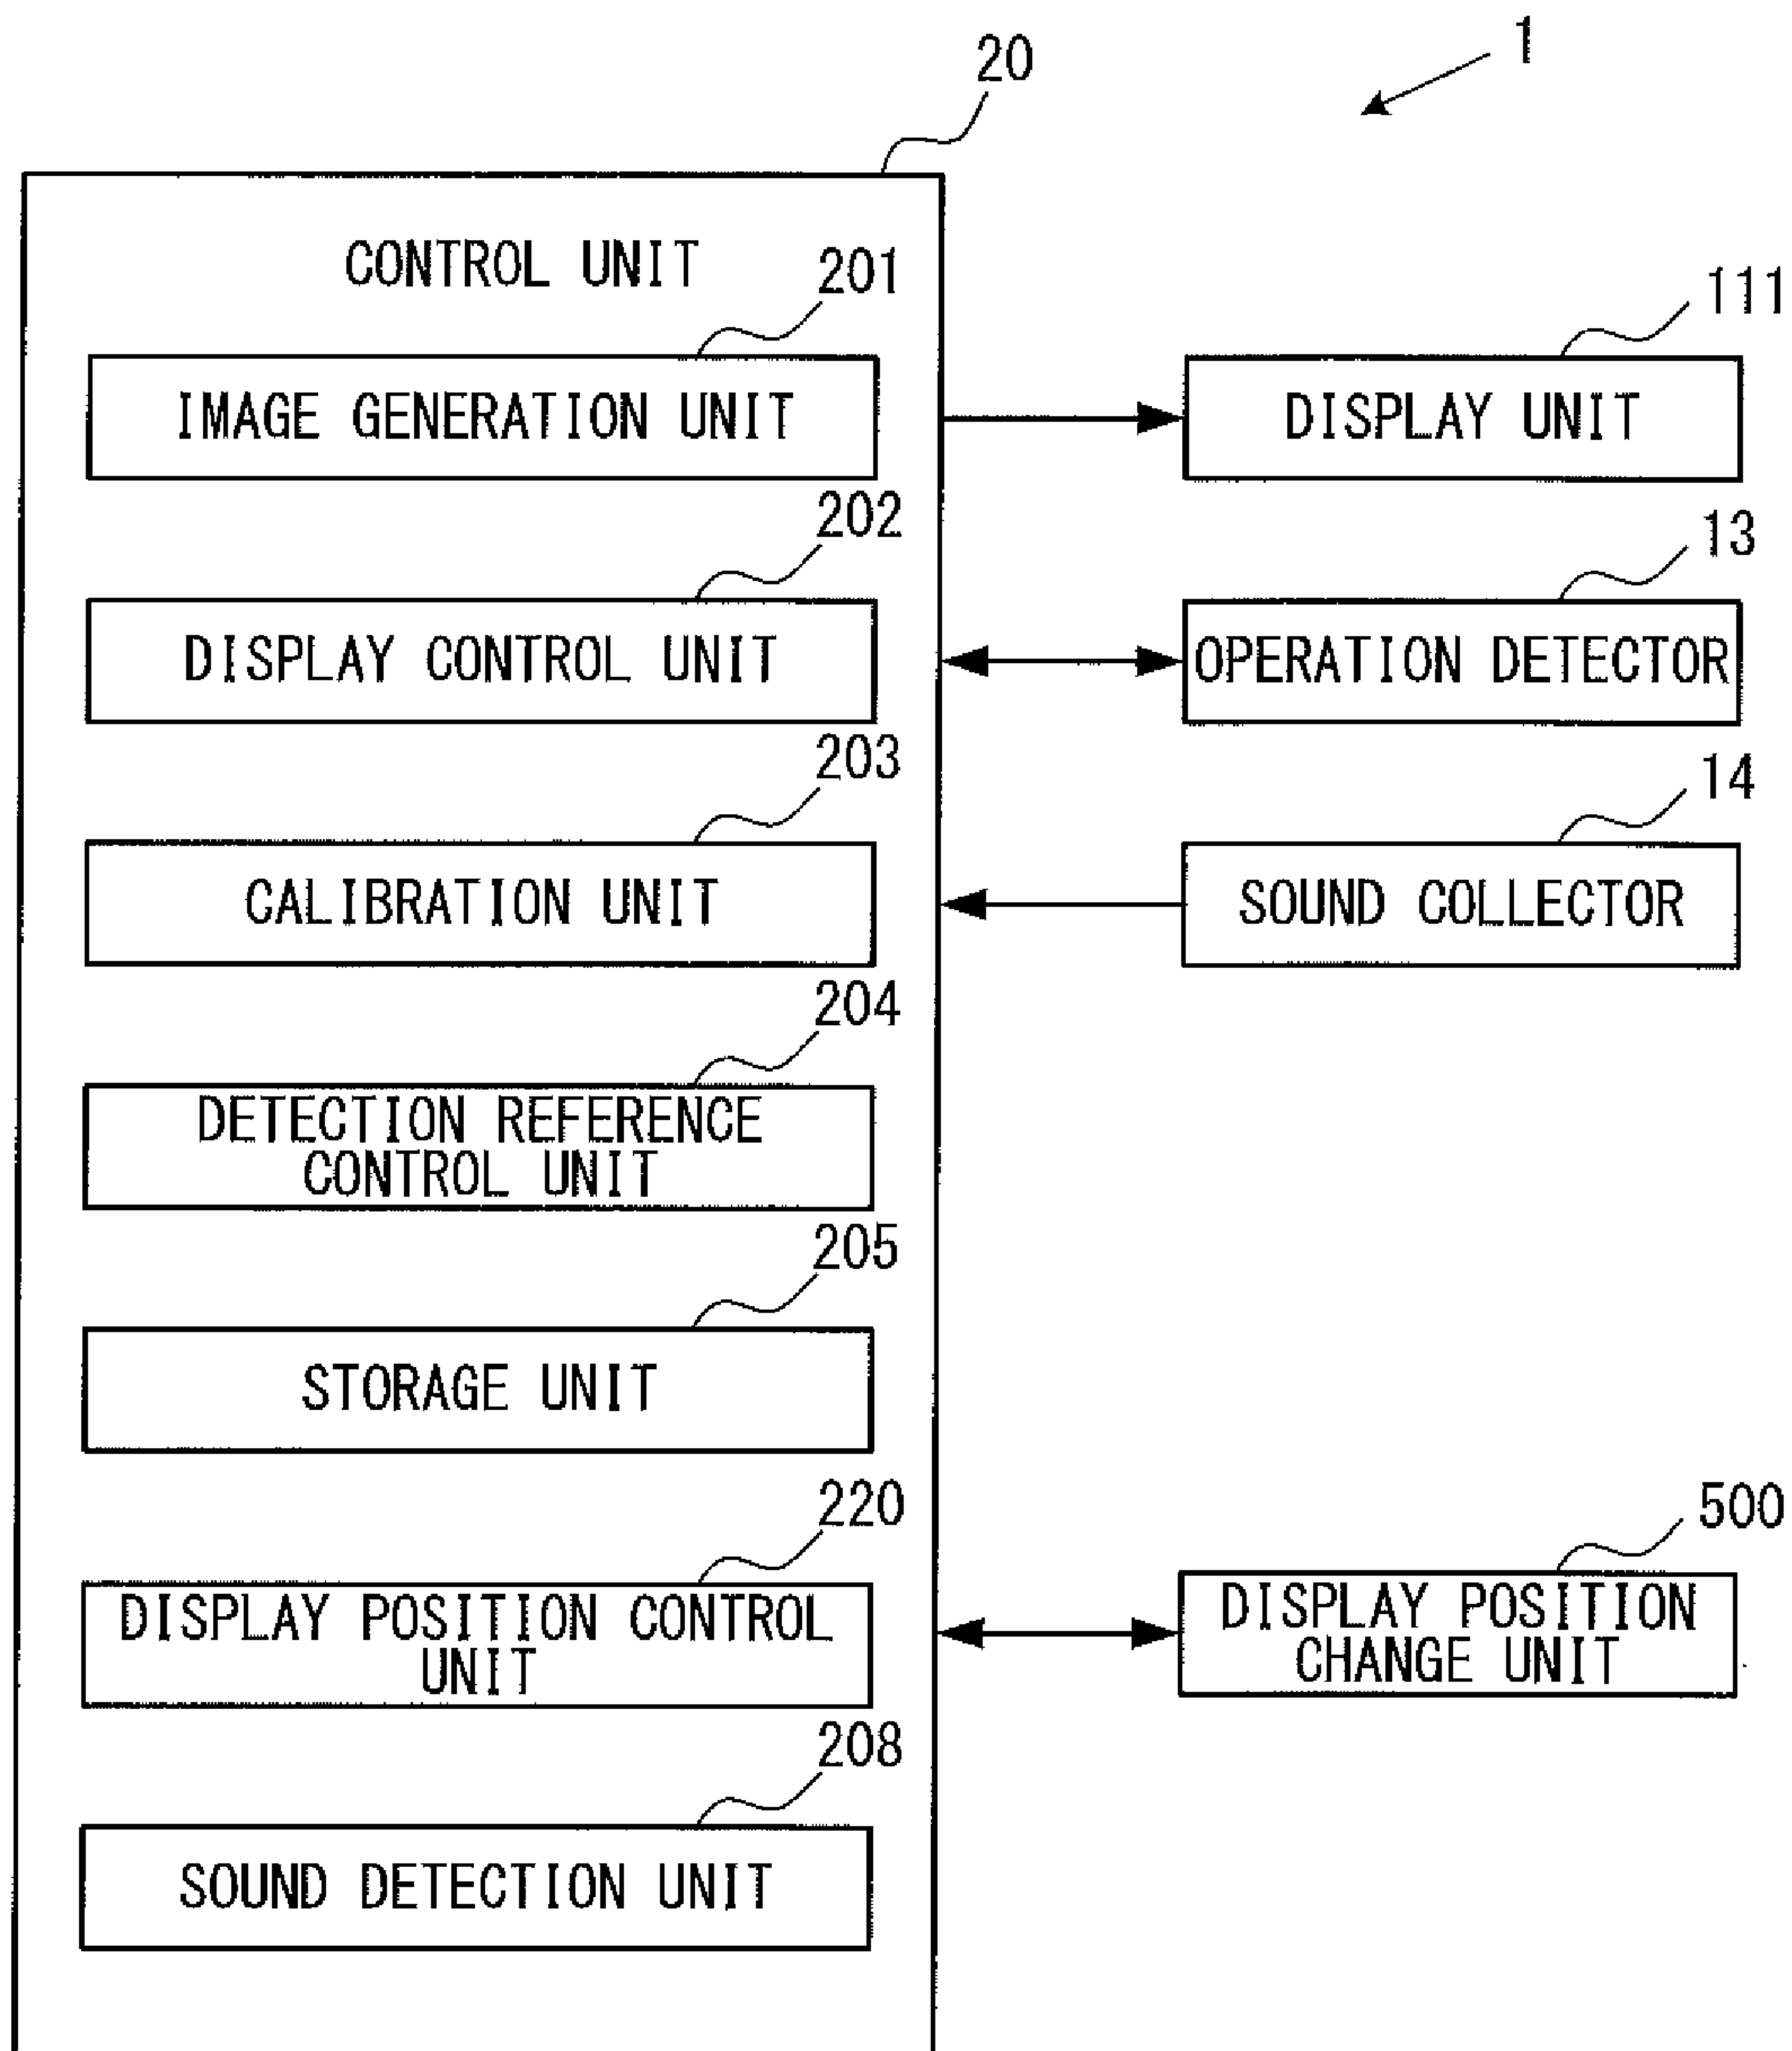 1
20
CONTROL UNIT
201
IMAGE GENERATION UNIT
111
DISPLAY UNIT
202
DISPLAY CONTROL UNIT
13
OPERATION DETECTOR
203
CALIBRATION UNIT
14
SOUND COLLECTOR
204
DETECTION REFERENCE
CONTROL UNIT
205
STORAGE UNIT
220
DISPLAY POSITION CONTROL
UNIT
500
DISPLAY POSITION
CHANGE UNIT
208
SOUND DETECTION UNIT